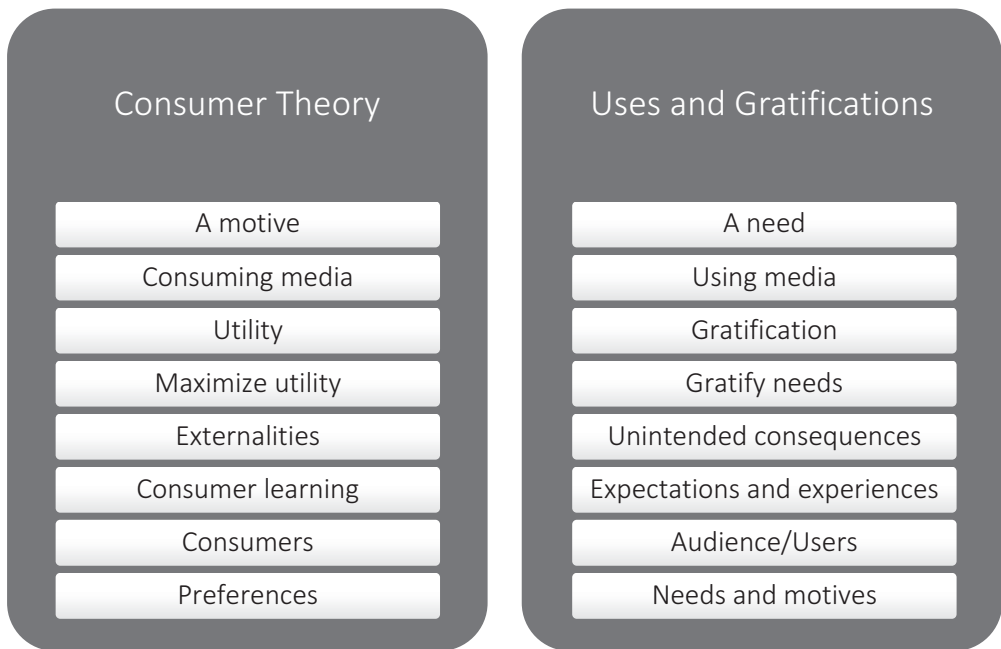 Consumer Theory
A motive
Consuming media
Utility
Maximize utility
Externalities
Consumer learning
Consumers
Preferences
Uses and Gratifications
A need
Using media
Gratification
Gratify needs
Unintended consequences
Expectations and experiences
Audience/Users
Needs and motives